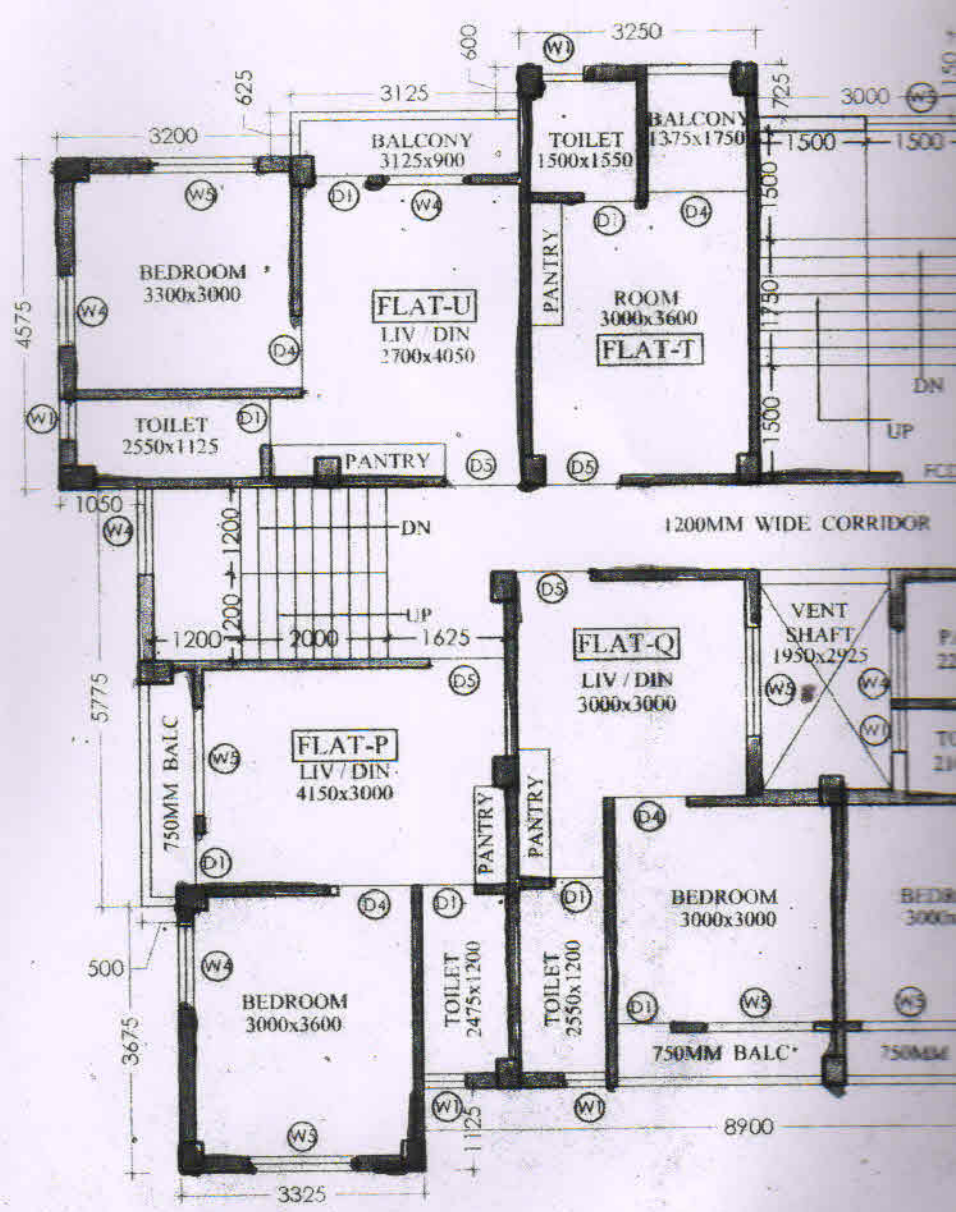 3250
W1
600
725
3125
3000
W5
625
3200
BALCONY
3125x900
TOILET
1500x1550
BALCONY
1375x1750
1500
1500
1500
W5
D1
W4
D1
D4
4575
BEDROOM
3300x3000
W4
FLAT-U
LIV / DIN
2700x4050
D4
PANTRY
ROOM
3000x3600
FLAT-T
1750
DN
UP
1500
W1
TOILET
2550x1125
D1
PANTRY
D5
D5
1050
W4
1200
DN
1200MM WIDE CORRIDOR
1200
UP
1200
2000
1625
D5
D5
FLAT-Q
LIV / DIN
3000x3000
VENT
SHAFT
1950x2925
W5
W4
W1
5775
750MM BALC
W5
FLAT-P
LIV / DIN
4150x3000
PANTRY
PANTRY
D1
D4
D4
D1
D1
BEDROOM
3000x3000
500
W4
BEDROOM
3000x3600
TOILET
2475x1200
TOILET
2550x1200
D1
W5
W5
750MM BALC
750MM
3675
W5
W1
W1
1125
8900
3325